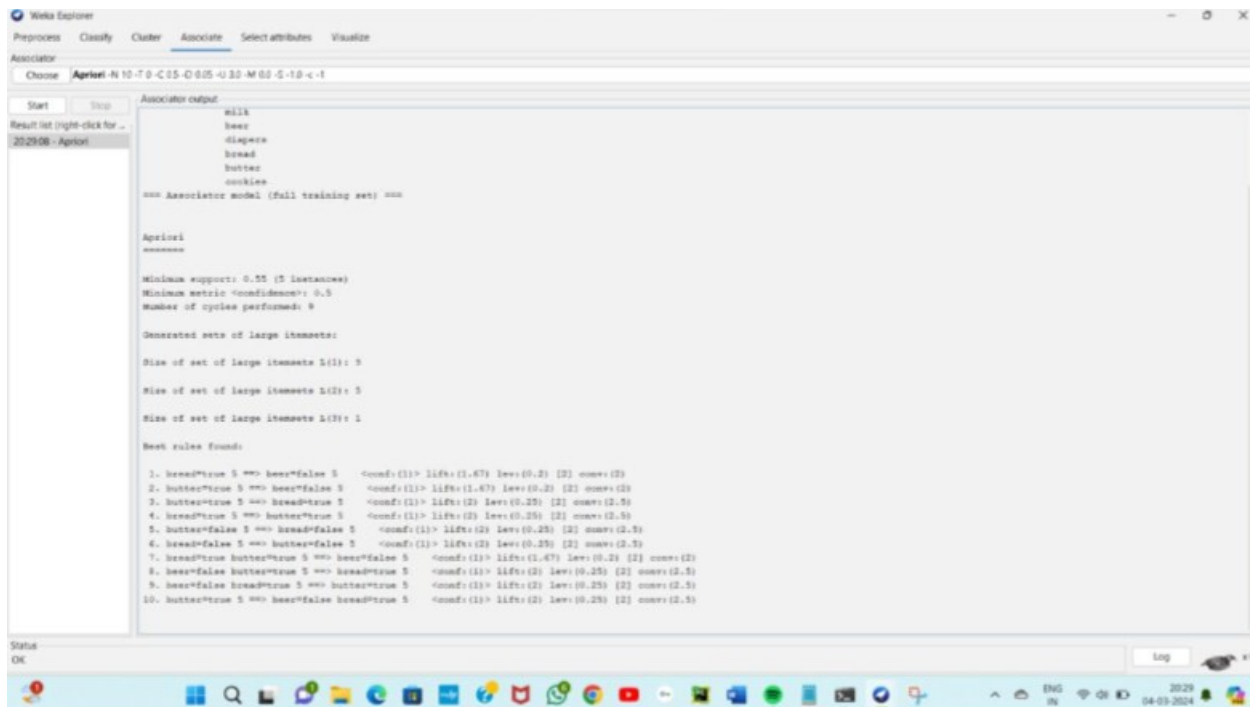 Weka Explorer
Preprocess Classify Cluster Associate Select attributes Visualize
Associator
Choose Apriori -N 10 -T 0 -C 0.5 -D 0.05 -U 3.0 -M 0.0 -S -1.0 -c -1
Start Stop
Result list (right-click for ...
20:29:08 - Apriori
Associator output
milk
beer
diapers
bread
butter
cookies
=== Associator model (full training set) ===
Apriori
=======
Minimum support: 0.55 (5 instances)
Minimum metric <confidence>: 0.5
Number of cycles performed: 9
Generated sets of large itemsets:
Size of set of large itemsets L(1): 9
Size of set of large itemsets L(2): 5
Size of set of large itemsets L(3): 1
Best rules found:
1. bread=true 5 ==> beer=false 5 <conf:(1)> lift:(1.67) lev:(0.2) [2] conv:(2)
2. butter=true 5 ==> beer=false 5 <conf:(1)> lift:(1.67) lev:(0.2) [2] conv:(2)
3. butter=true 5 ==> bread=true 5 <conf:(1)> lift:(2) lev:(0.25) [2] conv:(2.5)
4. bread=true 5 ==> butter=true 5 <conf:(1)> lift:(2) lev:(0.25) [2] conv:(2.5)
5. butter=false 5 ==> bread=false 5 <conf:(1)> lift:(2) lev:(0.25) [2] conv:(2.5)
6. bread=false 5 ==> butter=false 5 <conf:(1)> lift:(2) lev:(0.25) [2] conv:(2.5)
7. bread=true butter=true 5 ==> beer=false 5 <conf:(1)> lift:(1.67) lev:(0.2) [2] conv:(2)
8. beer=false butter=true 5 ==> bread=true 5 <conf:(1)> lift:(2) lev:(0.25) [2] conv:(2.5)
9. beer=false bread=true 5 ==> butter=true 5 <conf:(1)> lift:(2) lev:(0.25) [2] conv:(2.5)
10. butter=true 5 ==> beer=false bread=true 5 <conf:(1)> lift:(2) lev:(0.25) [2] conv:(2.5)
Status
OK
Log
ENG
IN
20:29
04-03-2024